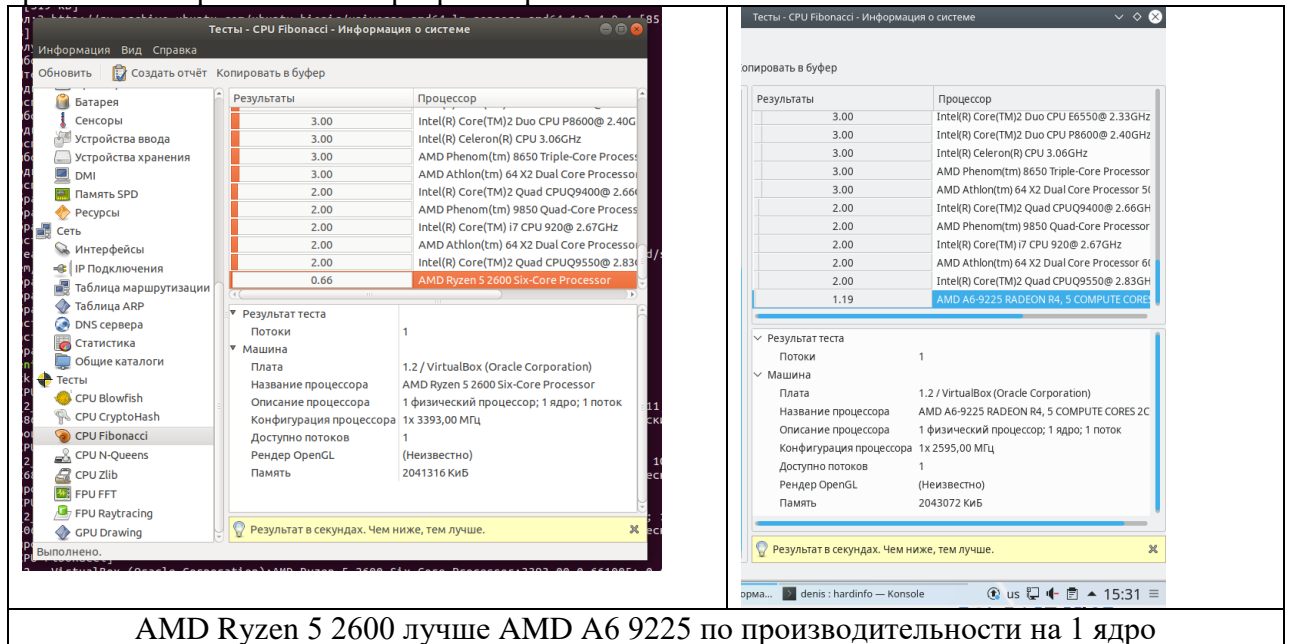 Тесты - CPU Fibonacci - Информация о системе
Информация Вид Справка
Обновить Создать отчёт Копировать в буфер
Батарея
Сенсоры
Устройства ввода
Устройства хранения
DMI
Память SPD
Ресурсы
Сеть
Интерфейсы
IP Подключения
Таблица маршрутизации
Таблица ARP
DNS сервера
Статистика
Общие каталоги
Тесты
CPU Blowfish
CPU CryptoHash
CPU Fibonacci
CPU N-Queens
CPU Zlib
FPU FFT
FPU Raytracing
GPU Drawing
Выполнено.
Результаты Процессор
3.00 Intel(R) Core(TM)2 Duo CPU P8600@ 2.40G
3.00 Intel(R) Celeron(R) CPU 3.06GHz
3.00 AMD Phenom(tm) 8650 Triple-Core Process
3.00 AMD Athlon(tm) 64 X2 Dual Core Processo
2.00 Intel(R) Core(TM)2 Quad CPUQ9400@ 2.66
2.00 AMD Phenom(tm) 9850 Quad-Core Process
2.00 Intel(R) Core(TM) i7 CPU 920@ 2.67GHz
2.00 AMD Athlon(tm) 64 X2 Dual Core Processo
2.00 Intel(R) Core(TM)2 Quad CPUQ9550@ 2.83
0.66 AMD Ryzen 5 2600 Six-Core Processor
Результат теста
Потоки 1
Машина
Плата 1.2 / VirtualBox (Oracle Corporation)
Название процессора AMD Ryzen 5 2600 Six-Core Processor
Описание процессора 1 физический процессор; 1 ядро; 1 поток
Конфигурация процессора 1x 3393,00 МГц
Доступно потоков 1
Рендер OpenGL (Неизвестно)
Память 2041316 КиБ
Результат в секундах. Чем ниже, тем лучше.
Тесты - CPU Fibonacci - Информация о системе
опировать в буфер
Результаты Процессор
3.00 Intel(R) Core(TM)2 Duo CPU E6550@ 2.33GHz
3.00 Intel(R) Core(TM)2 Duo CPU P8600@ 2.40GHz
3.00 Intel(R) Celeron(R) CPU 3.06GHz
3.00 AMD Phenom(tm) 8650 Triple-Core Processor
3.00 AMD Athlon(tm) 64 X2 Dual Core Processor 50
2.00 Intel(R) Core(TM)2 Quad CPUQ9400@ 2.66GH
2.00 AMD Phenom(tm) 9850 Quad-Core Processor
2.00 Intel(R) Core(TM) i7 CPU 920@ 2.67GHz
2.00 AMD Athlon(tm) 64 X2 Dual Core Processor 60
2.00 Intel(R) Core(TM)2 Quad CPUQ9550@ 2.83GH
1.19 AMD A6-9225 RADEON R4, 5 COMPUTE CORES
Результат теста
Потоки 1
Машина
Плата 1.2 / VirtualBox (Oracle Corporation)
Название процессора AMD A6-9225 RADEON R4, 5 COMPUTE CORES 2C
Описание процессора 1 физический процессор; 1 ядро; 1 поток
Конфигурация процессора 1x 2595,00 МГц
Доступно потоков 1
Рендер OpenGL (Неизвестно)
Память 2043072 КиБ
Результат в секундах. Чем ниже, тем лучше.
орма... denis : hardinfo — Konsole us 15:31
AMD Ryzen 5 2600 лучше AMD A6 9225 по производительности на 1 ядро